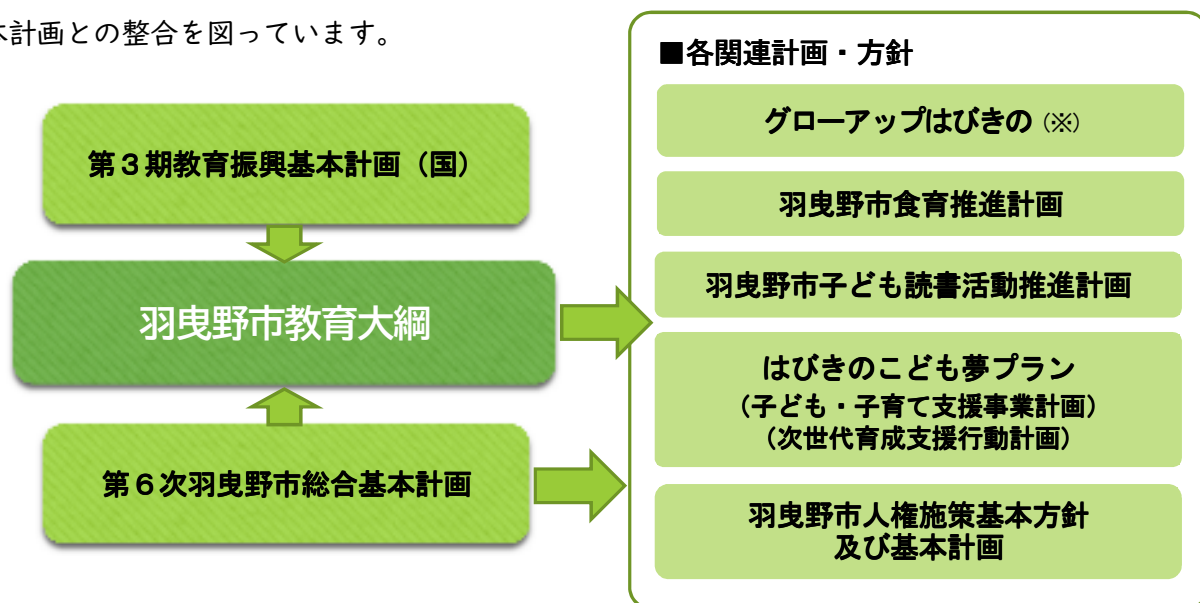 本計画との整合を図っています。
第３期教育振興基本計画（国）
羽曳野市教育大綱
第６次羽曳野市総合基本計画
■各関連計画・方針
グローアップはびきの（※）
羽曳野市食育推進計画
羽曳野市子ども読書活動推進計画
はびきのこども夢プラン
（子ども・子育て支援事業計画）
（次世代育成支援行動計画）
羽曳野市人権施策基本方針
及び基本計画